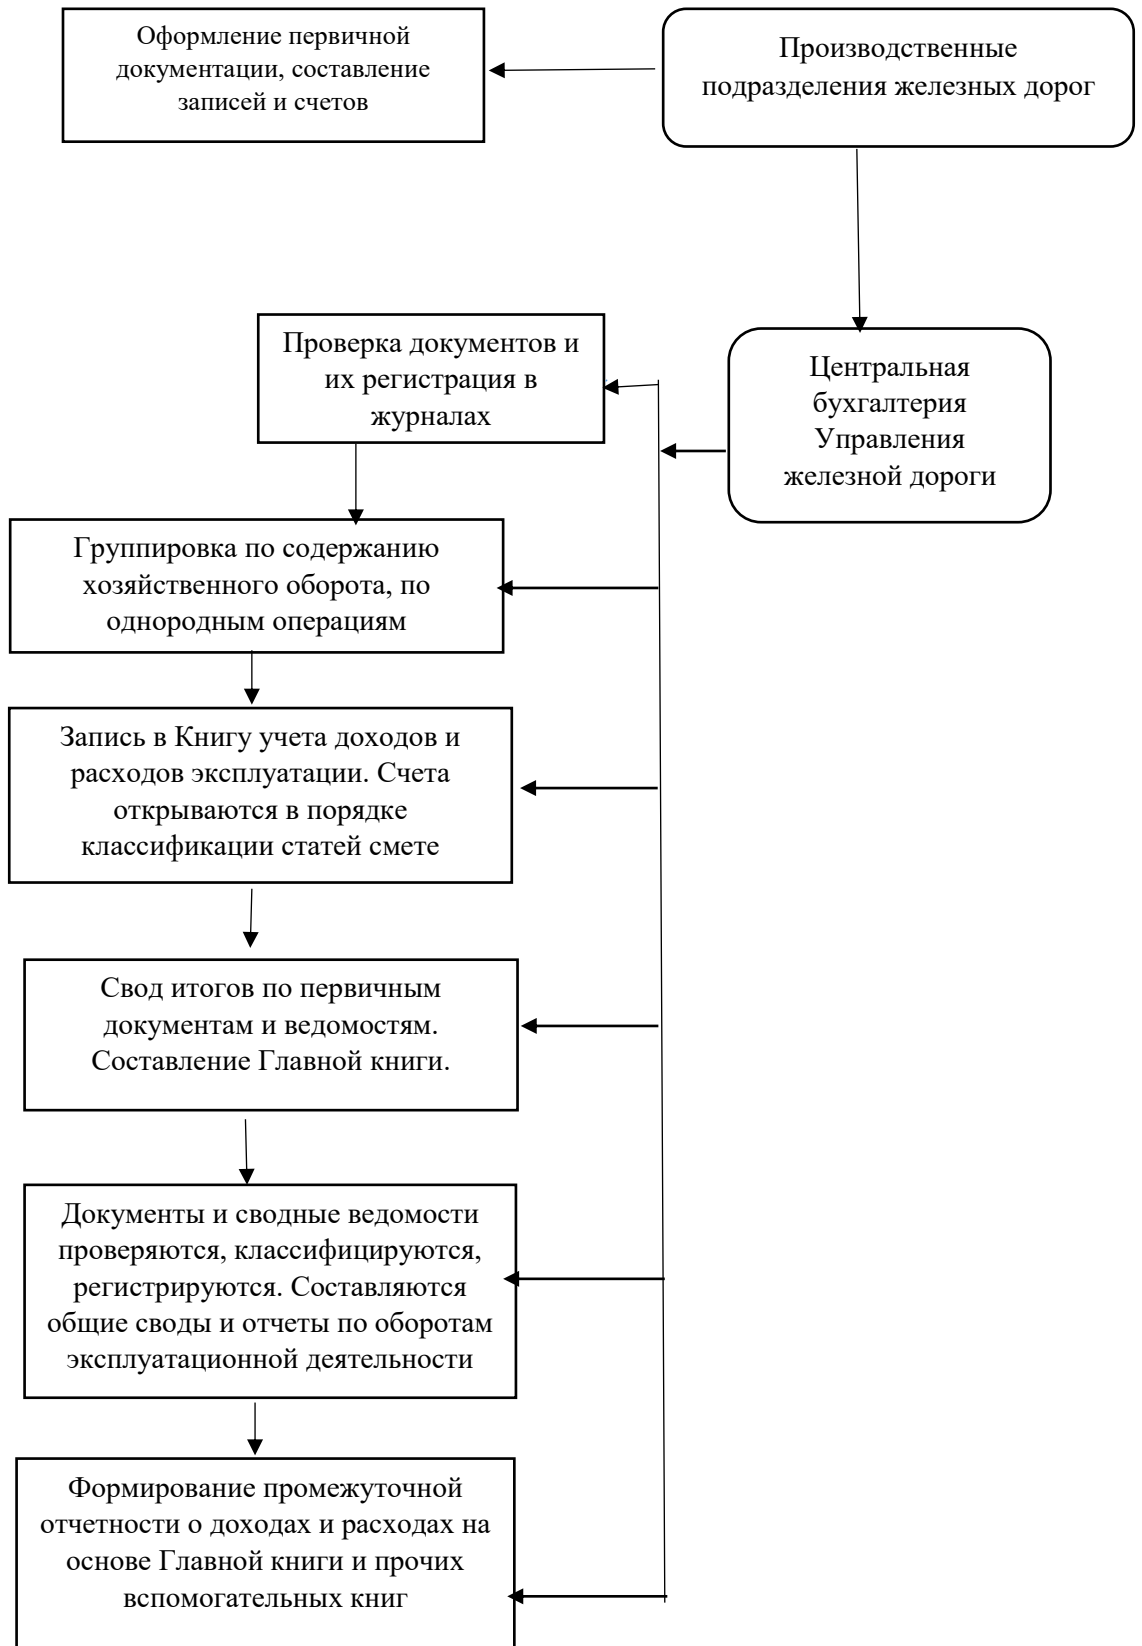 Оформление первичной
документации, составление
записей и счетов
Производственные
подразделения железных дорог
Проверка документов и
их регистрация в
журналах
Центральная
бухгалтерия
Управления
железной дороги
Группировка по содержанию
хозяйственного оборота, по
однородным операциям
Запись в Книгу учета доходов и
расходов эксплуатации. Счета
открываются в порядке
классификации статей смете
Свод итогов по первичным
документам и ведомостям.
Составление Главной книги.
Документы и сводные ведомости
проверяются, классифицируются,
регистрируются. Составляются
общие своды и отчеты по оборотам
эксплуатационной деятельности
Формирование промежуточной
отчетности о доходах и расходах на
основе Главной книги и прочих
вспомогательных книг